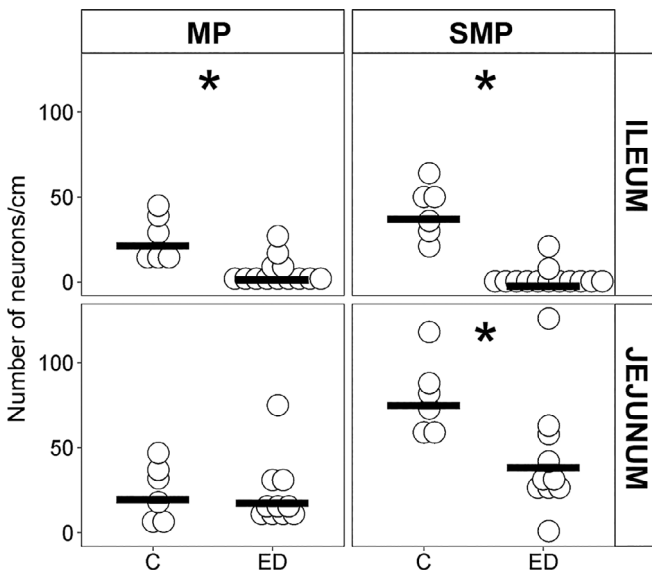 MP
SMP
*
*
ILEUM
100
50
0
Number of neurons/cm
*
JEJUNUM
100
50
0
C
ED
C
ED